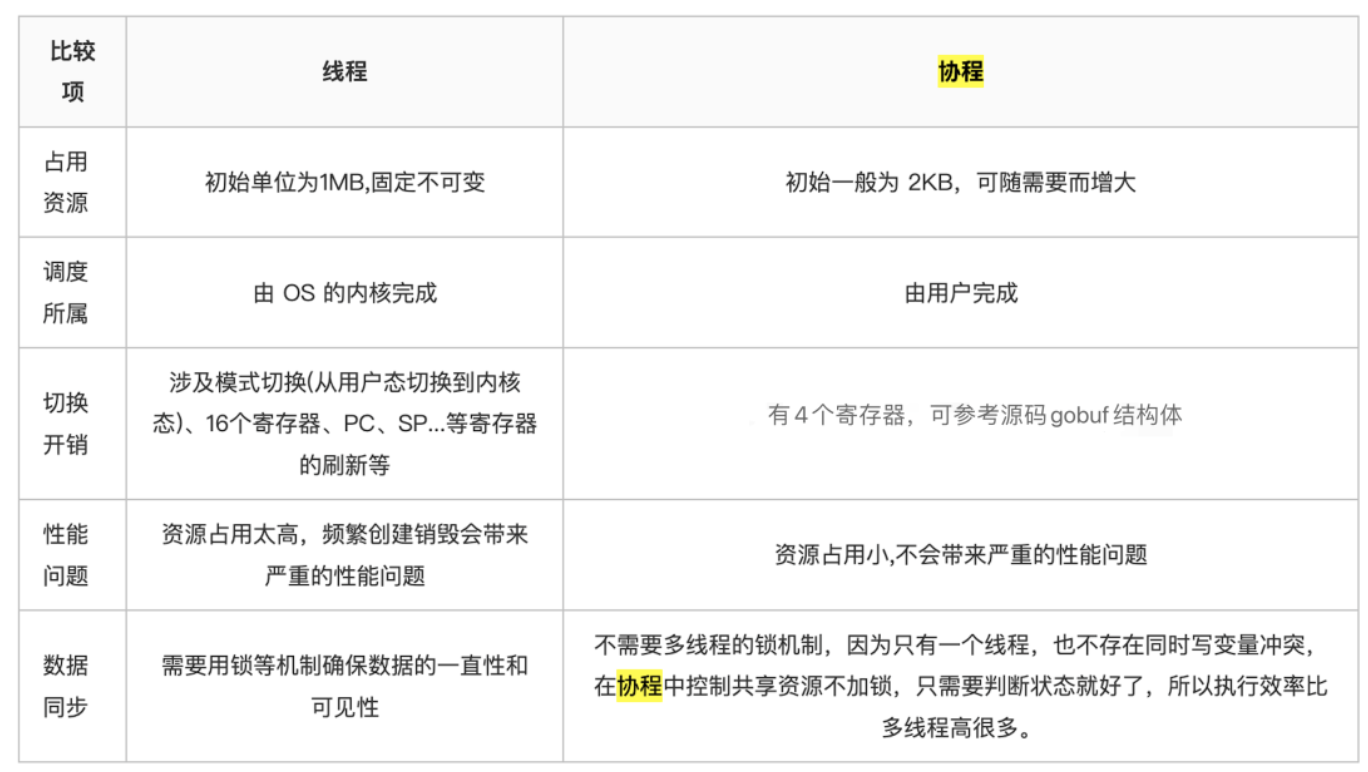 比较
项
线程
协程
占用
资源
初始单位为1MB,固定不可变
初始一般为 2KB，可随需要而增大
调度
所属
由 OS 的内核完成
由用户完成
切换
开销
涉及模式切换(从用户态切换到内核
态)、16个寄存器、PC、SP...等寄存器
的刷新等
有4个寄存器，可参考源码gobuf结构体
性能
问题
资源占用太高，频繁创建销毁会带来
严重的性能问题
资源占用小,不会带来严重的性能问题
数据
同步
需要用锁等机制确保数据的一直性和
可见性
不需要多线程的锁机制，因为只有一个线程，也不存在同时写变量冲突，
在协程中控制共享资源不加锁，只需要判断状态就好了，所以执行效率比
多线程高很多。